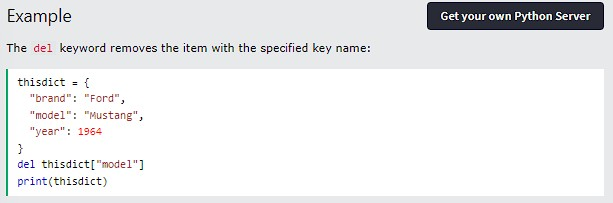 Example
Get your own Python Server
The del keyword removes the item with the specified key name:
thisdict = {
  "brand": "Ford",
  "model": "Mustang",
  "year": 1964
}
del thisdict["model"]
print(thisdict)